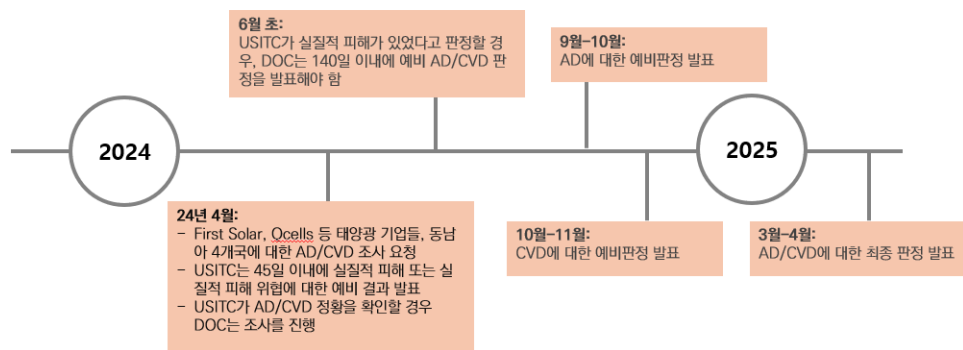 6월 초:
USITC가 실질적 피해가 있었다고 판정할 경
우, DOC는 140일 이내에 예비 AD/CVD 판
정을 발표해야 함
9월-10월:
AD에 대한 예비판정 발표
2024
2025
24년 4월:
- First Solar, Qcells 등 태양광 기업들, 동남
아 4개국에 대한 AD/CVD 조사 요청
- USITC는 45일 이내에 실질적 피해 또는 실
질적 피해 위협에 대한 예비 결과 발표
- USITC가 AD/CVD 정황을 확인할 경우
DOC는 조사를 진행
10월-11월:
CVD에 대한 예비판정 발표
3월-4월:
AD/CVD에 대한 최종 판정 발표